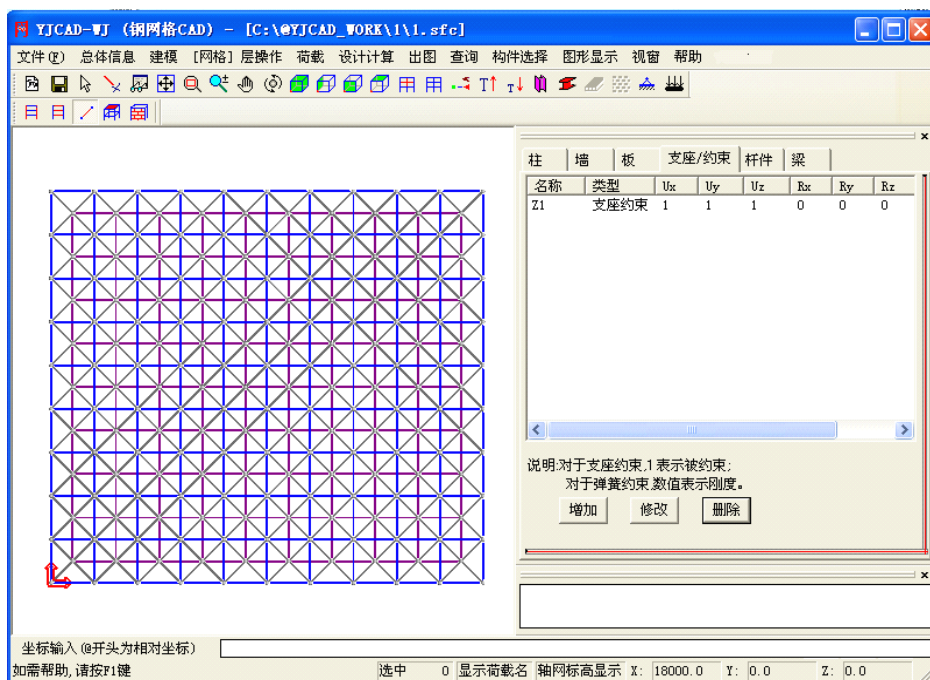 YJCAD-WJ (钢网格CAD) - [C:\@YJCAD_WORK\1\1.sfc]
文件(F) 总体信息 建模 [网格]层操作 荷载 设计计算 出图 查询 构件选择 图形显示 视窗 帮助
柱 墙 板 支座/约束 杆件 梁
名称 类型 Ux Uy Uz Rx Ry Rz
Z1 支座约束 1 1 1 0 0 0
说明:对于支座约束,1表示被约束;
对于弹簧约束,数值表示刚度。
增加 修改 删除
坐标输入(@开头为相对坐标)
如需帮助,请按F1键 选中 0 显示荷载名 轴网标高显示 X: 18000.0 Y: 0.0 Z: 0.0